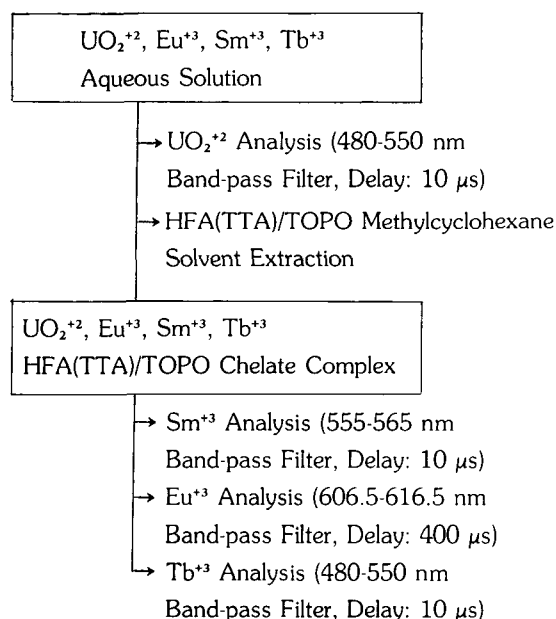 UO₂⁺², Eu⁺³, Sm⁺³, Tb⁺³
Aqueous Solution
UO₂⁺² Analysis (480-550 nm
Band-pass Filter, Delay: 10 μs)
HFA(TTA)/TOPO Methylcyclohexane
Solvent Extraction
UO₂⁺², Eu⁺³, Sm⁺³, Tb⁺³
HFA(TTA)/TOPO Chelate Complex
Sm⁺³ Analysis (555-565 nm
Band-pass Filter, Delay: 10 μs)
Eu⁺³ Analysis (606.5-616.5 nm
Band-pass Filter, Delay: 400 μs)
Tb⁺³ Analysis (480-550 nm
Band-pass Filter, Delay: 10 μs)